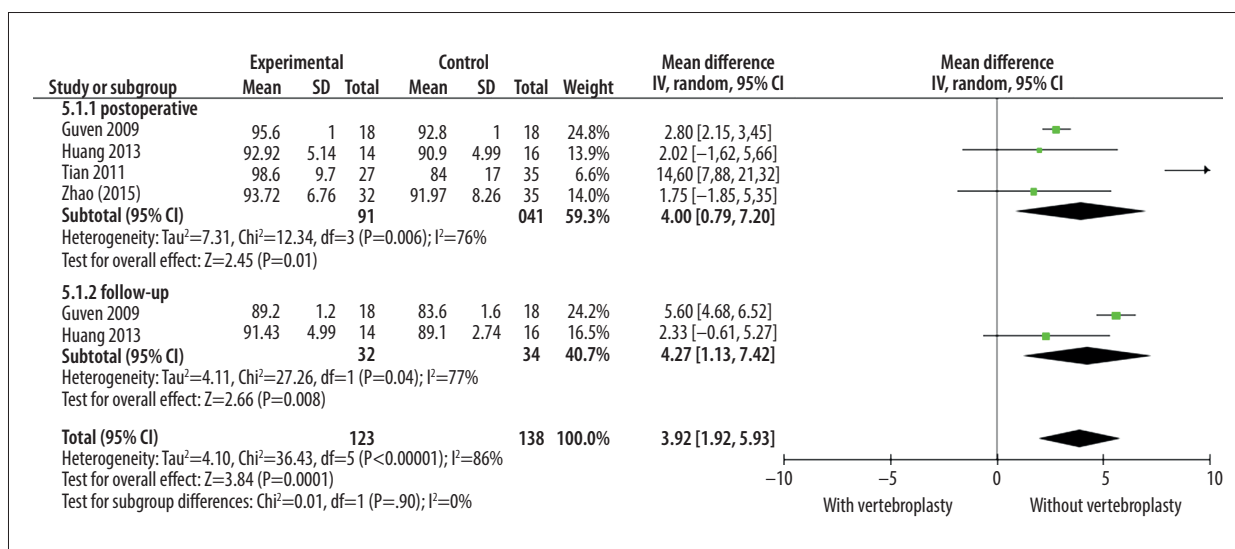 Experimental Control Mean difference Mean difference
Study or subgroup Mean SD Total Mean SD Total Weight IV, random, 95% CI IV, random, 95% CI
5.1.1 postoperative
Guven 2009 95.6 1 18 92.8 1 18 24.8% 2.80 [2.15, 3,45]
Huang 2013 92.92 5.14 14 90.9 4.99 16 13.9% 2.02 [−1,62, 5,66]
Tian 2011 98.6 9.7 27 84 17 35 6.6% 14,60 [7,88, 21,32]
Zhao (2015) 93.72 6.76 32 91.97 8.26 35 14.0% 1.75 [−1.85, 5,35]
Subtotal (95% CI) 91 041 59.3% 4.00 [0.79, 7.20]
Heterogeneity: Tau²=7.31, Chi²=12.34, df=3 (P=0.006); I²=76%
Test for overall effect: Z=2.45 (P=0.01)
5.1.2 follow-up
Guven 2009 89.2 1.2 18 83.6 1.6 18 24.2% 5.60 [4.68, 6.52]
Huang 2013 91.43 4.99 14 89.1 2.74 16 16.5% 2.33 [−0.61, 5.27]
Subtotal (95% CI) 32 34 40.7% 4.27 [1.13, 7.42]
Heterogeneity: Tau²=4.11, Chi²=27.26, df=1 (P=0.04); I²=77%
Test for overall effect: Z=2.66 (P=0.008)
Total (95% CI) 123 138 100.0% 3.92 [1.92, 5.93]
Heterogeneity: Tau²=4.10, Chi²=36.43, df=5 (P<0.00001); I²=86%
Test for overall effect: Z=3.84 (P=0.0001)
Test for subgroup differences: Chi²=0.01, df=1 (P=.90); I²=0%
−10 −5 0 5 10
With vertebroplasty Without vertebroplasty